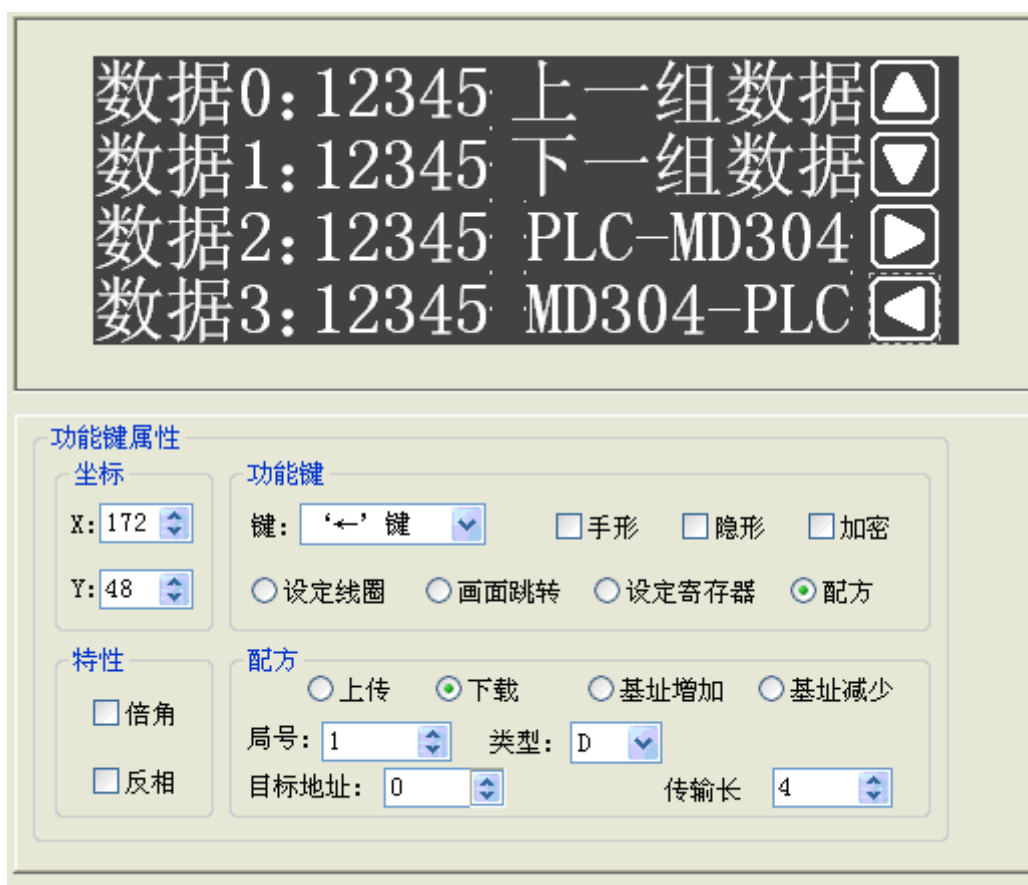 数据0:12345 上一组数据
数据1:12345 下一组数据
数据2:12345 PLC-MD304
数据3:12345 MD304-PLC
功能键属性
坐标
功能键
X: 172
键: ‘←’键
手形
隐形
加密
Y: 48
设定线圈
画面跳转
设定寄存器
配方
特性
配方
上传
下载
基址增加
基址减少
倍角
局号: 1
类型: D
反相
目标地址: 0
传输长 4